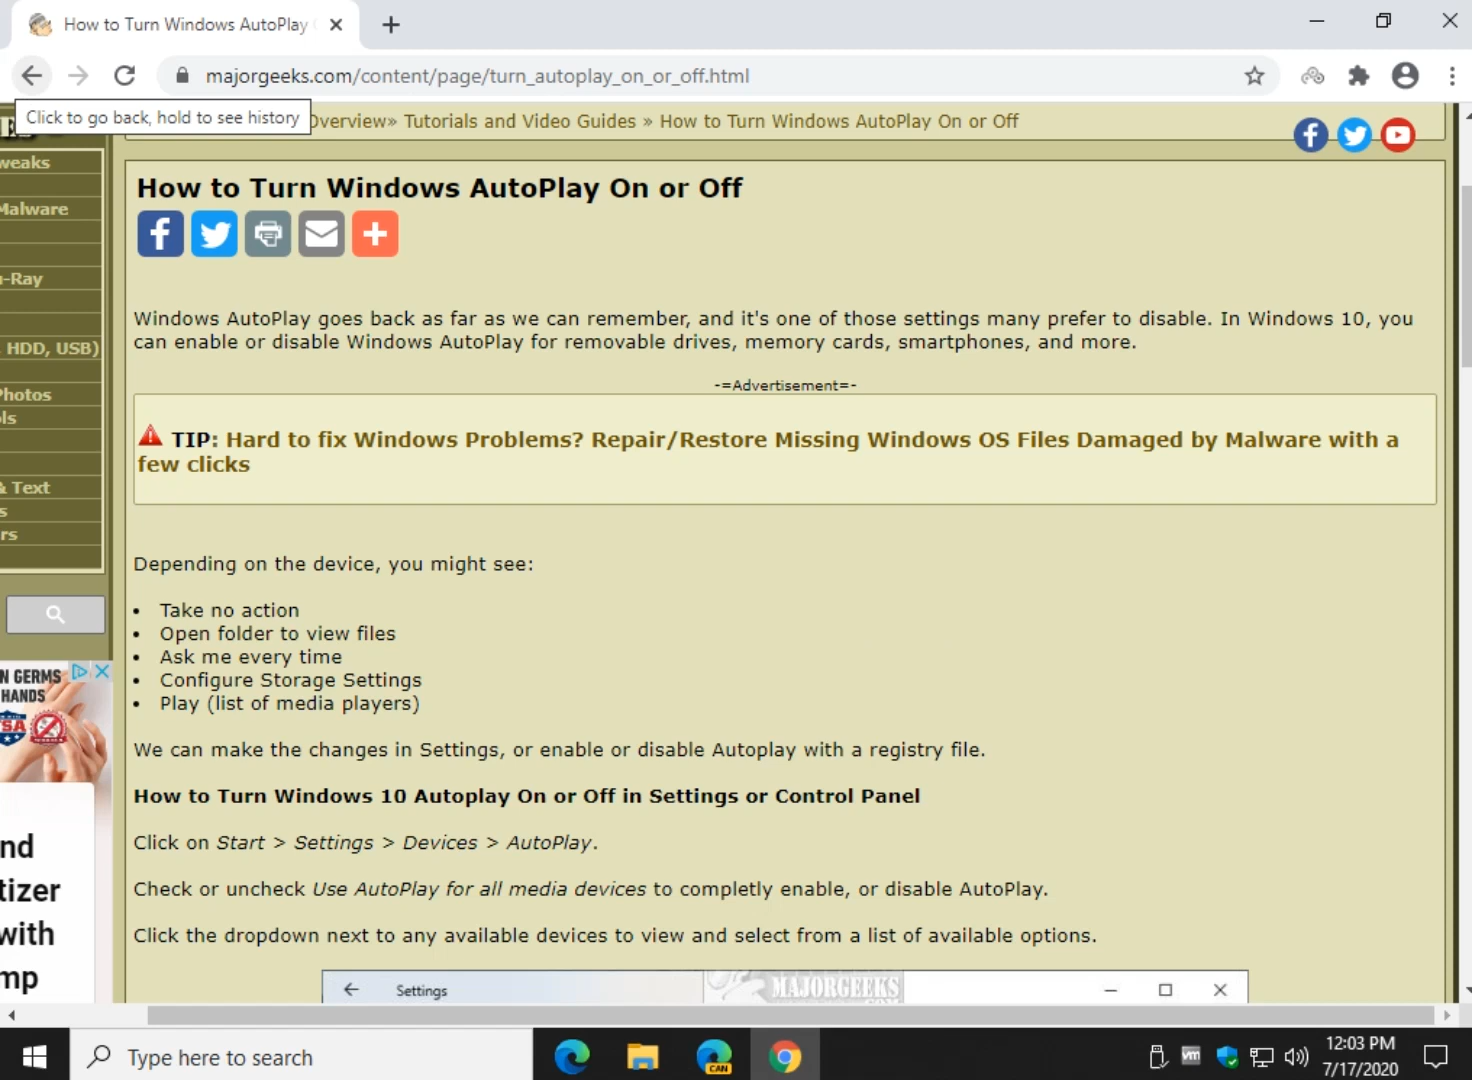 How to Turn Windows AutoPlay
majorgeeks.com/content/page/turn_autoplay_on_or_off.html
Click to go back, hold to see history
Overview» Tutorials and Video Guides » How to Turn Windows AutoPlay On or Off
weaks
Malware
-Ray
HDD, USB)
Photos
ls
& Text
s
rs
How to Turn Windows AutoPlay On or Off
Windows AutoPlay goes back as far as we can remember, and it's one of those settings many prefer to disable. In Windows 10, you
can enable or disable Windows AutoPlay for removable drives, memory cards, smartphones, and more.
-=Advertisement=-
TIP: Hard to fix Windows Problems? Repair/Restore Missing Windows OS Files Damaged by Malware with a
few clicks
Depending on the device, you might see:
• Take no action
• Open folder to view files
• Ask me every time
• Configure Storage Settings
• Play (list of media players)
We can make the changes in Settings, or enable or disable Autoplay with a registry file.
How to Turn Windows 10 Autoplay On or Off in Settings or Control Panel
Click on Start > Settings > Devices > AutoPlay.
Check or uncheck Use AutoPlay for all media devices to completly enable, or disable AutoPlay.
Click the dropdown next to any available devices to view and select from a list of available options.
N GERMS
HANDS
SA
nd
tizer
with
mp
Settings
MAJORGEEKS
.COM
Type here to search
CAN
vm
12:03 PM
7/17/2020